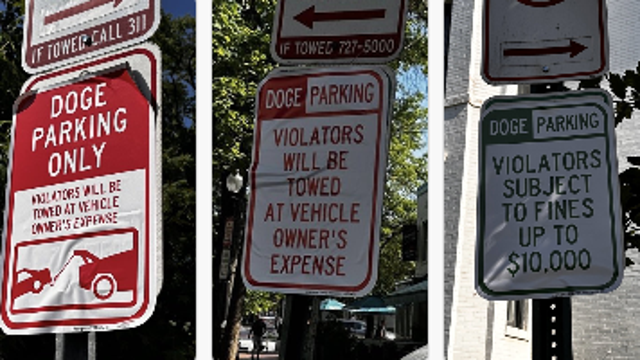 IF TOWED CALL 311
DOGE
PARKING
ONLY
VIOLATORS WILL BE
TOWED AT VEHICLE
OWNER'S EXPENSE
IF TOWED 727-5000
DOGE PARKING
VIOLATORS
WILL BE
TOWED
AT VEHICLE
OWNER'S
EXPENSE
DOGE PARKING
VIOLATORS
SUBJECT
TO FINES
UP TO
$10,000